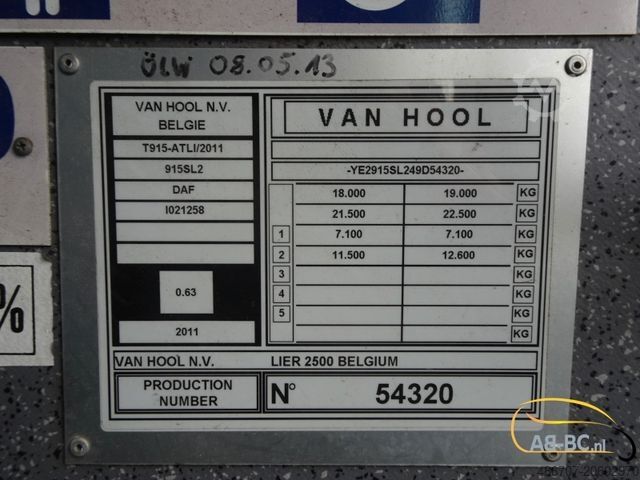 ÖLW 08.05.13
VAN HOOL N.V.
BELGIE
T915-ATLI/2011
915SL2
DAF
I021258
0.63
2011
VAN HOOL
-YE2915SL249D54320-
18.000 19.000 KG
21.500 22.500 KG
1 7.100 7.100 KG
2 11.500 12.600 KG
3 KG
4 KG
5 KG
VAN HOOL N.V. LIER 2500 BELGIUM
PRODUCTION
NUMBER
N° 54320
%
AB-BC.nl